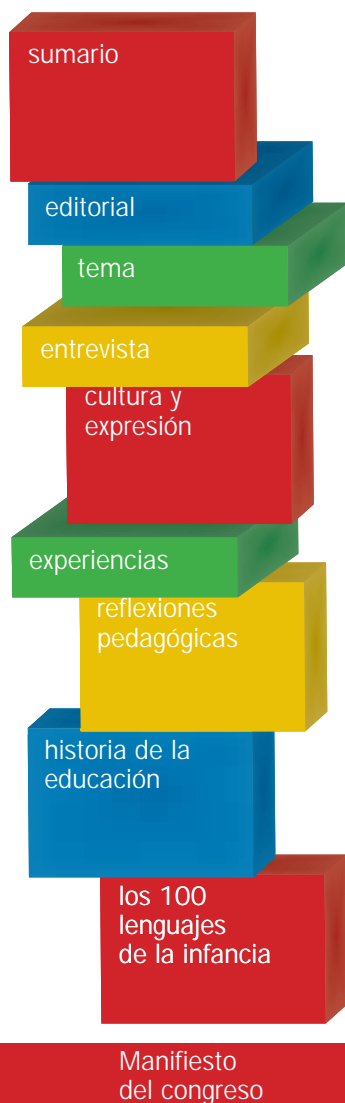 sumario
editorial
tema
entrevista
cultura y
expresión
experiencias
reflexiones
pedagógicas
historia de la
educación
los 100
lenguajes
de la infancia
Manifiesto
del congreso